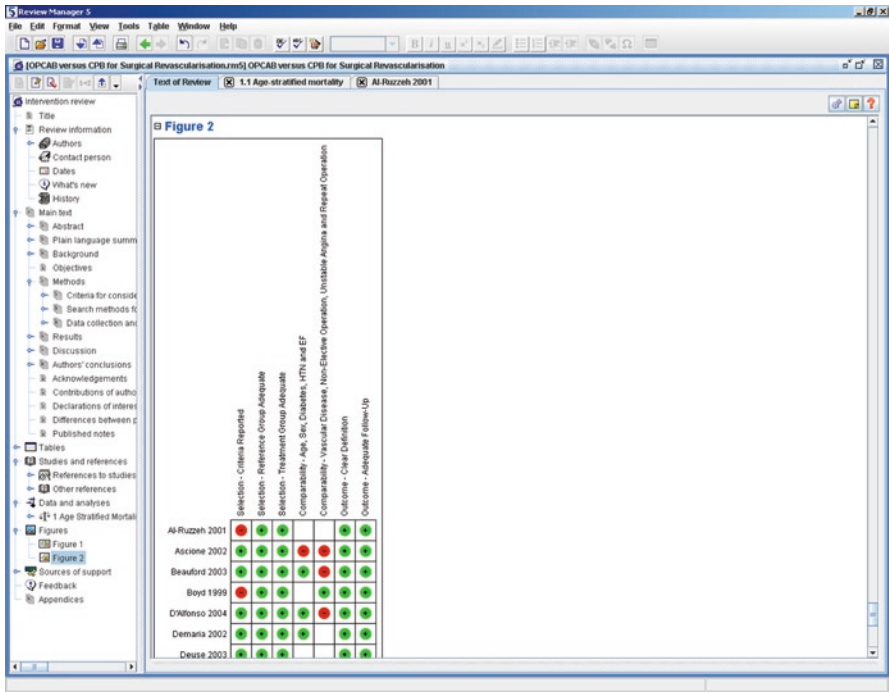 Review Manager 5
File Edit Format View Tools Table Window Help
[OPCAB versus CPB for Surgical Revascularisation.rm5] OPCAB versus CPB for Surgical Revascularisation
Text of Review
1.1 Age-stratified mortality
Al-Ruzzeh 2001
Intervention review
Title
Review information
Authors
Contact person
Dates
What's new
History
Main text
Abstract
Plain language summ
Background
Objectives
Methods
Criteria for conside
Search methods fo
Data collection and
Results
Discussion
Authors' conclusions
Acknowledgements
Contributions of autho
Declarations of interes
Differences between p
Published notes
Tables
Studies and references
References to studies
Other references
Data and analyses
1 Age Stratified Mortali
Figures
Figure 1
Figure 2
Sources of support
Feedback
Appendices
Figure 2
Selection - Criteria Reported
Selection - Reference Group Adequate
Selection - Treatment Group Adequate
Comparability - Age, Sex, Diabetes, HTN and EF
Comparability - Vascular Disease, Non-Elective Operation, Unstable Angina and Repeat Operation
Outcome - Clear Definition
Outcome - Adequate Follow-Up
Al-Ruzzeh 2001 - + + + +
Ascione 2002 + + + - - + +
Beauford 2003 + + + + - + +
Boyd 1999 - + + + + +
D'Alfonso 2004 + + + + - + +
Demaria 2002 + + + + + +
Deuse 2003 + + + + +